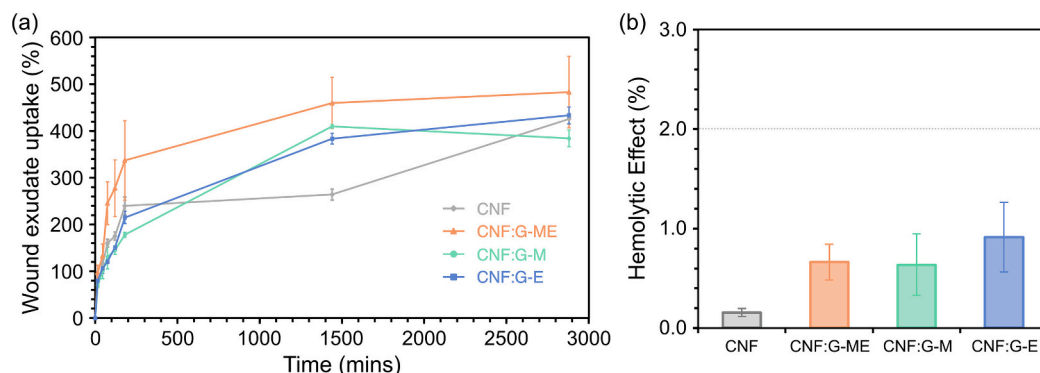 (a)
Wound exudate uptake (%)
600
500
400
300
200
100
0
0 500 1000 1500 2000 2500 3000
Time (mins)
CNF
CNF:G-ME
CNF:G-M
CNF:G-E
(b)
Hemolytic Effect (%)
3.0
2.0
1.0
0.0
CNF CNF:G-ME CNF:G-M CNF:G-E